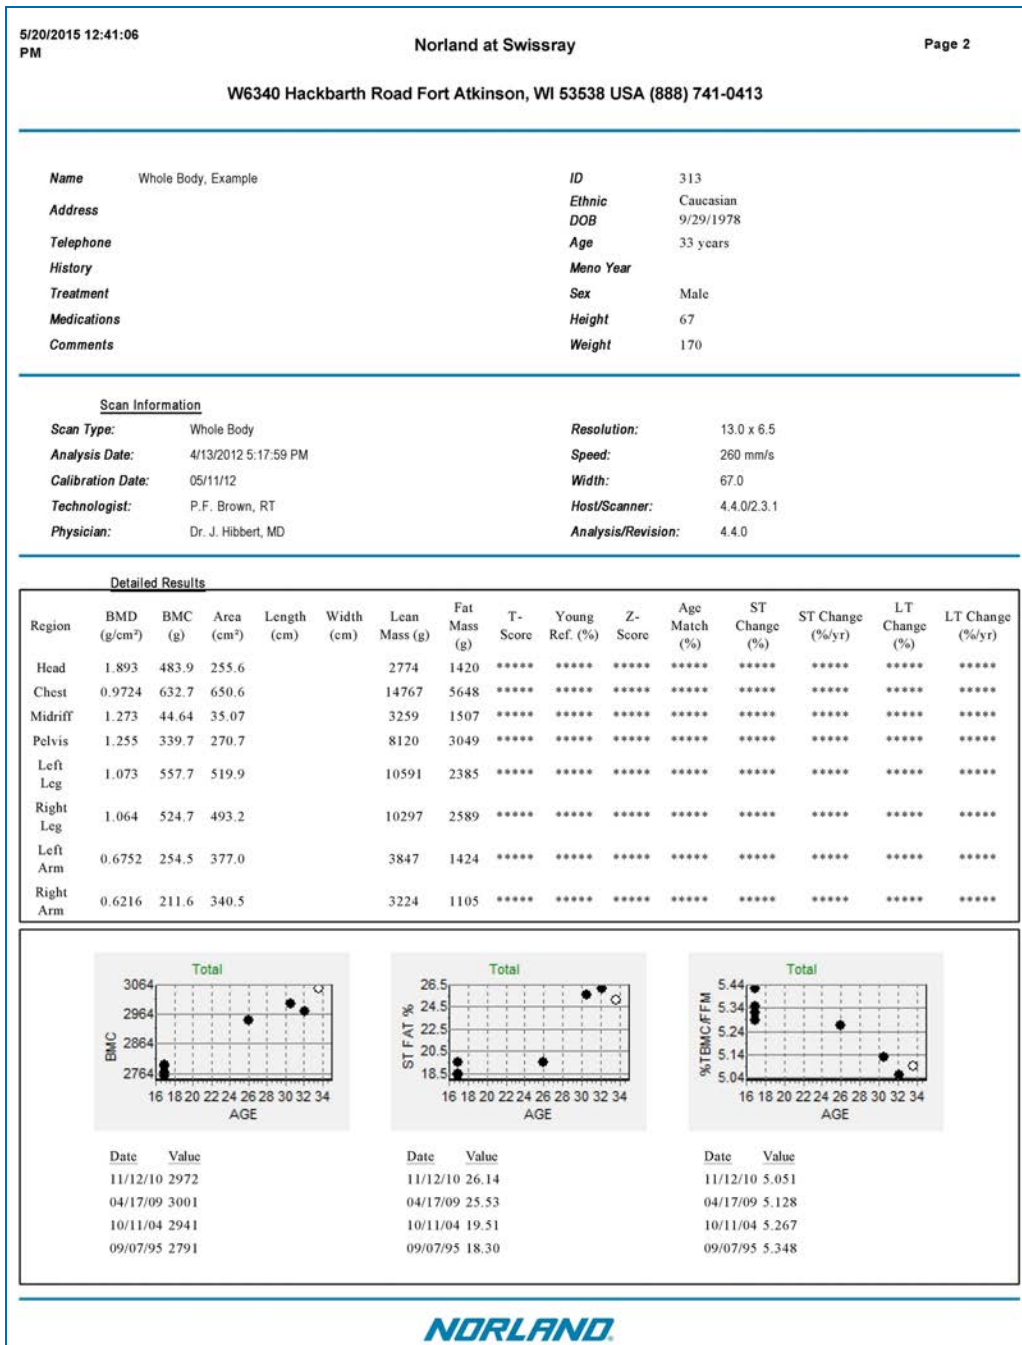 5/20/2015 12:41:06 PM
Norland at Swissray
Page 2
W6340 Hackbarth Road Fort Atkinson, WI 53538 USA (888) 741-0413
Name Whole Body, Example
ID 313
Address
Ethnic Caucasian
DOB 9/29/1978
Telephone
Age 33 years
History
Meno Year
Treatment
Sex Male
Medications
Height 67
Comments
Weight 170
Scan Information
Scan Type: Whole Body
Resolution: 13.0 x 6.5
Analysis Date: 4/13/2012 5:17:59 PM
Speed: 260 mm/s
Calibration Date: 05/11/12
Width: 67.0
Technologist: P.F. Brown, RT
Host/Scanner: 4.4.0/2.3.1
Physician: Dr. J. Hibbert, MD
Analysis/Revision: 4.4.0
Detailed Results
Region BMD (g/cm²) BMC (g) Area (cm²) Length (cm) Width (cm) Lean Mass (g) Fat Mass (g) T-Score Young Ref. (%) Z-Score Age Match (%) ST Change (%) ST Change (%/yr) LT Change (%) LT Change (%/yr)
Head 1.893 483.9 255.6 2774 1420 ***** ***** ***** ***** ***** ***** ***** *****
Chest 0.9724 632.7 650.6 14767 5648 ***** ***** ***** ***** ***** ***** ***** *****
Midriff 1.273 44.64 35.07 3259 1507 ***** ***** ***** ***** ***** ***** ***** *****
Pelvis 1.255 339.7 270.7 8120 3049 ***** ***** ***** ***** ***** ***** ***** *****
Left Leg 1.073 557.7 519.9 10591 2385 ***** ***** ***** ***** ***** ***** ***** *****
Right Leg 1.064 524.7 493.2 10297 2589 ***** ***** ***** ***** ***** ***** ***** *****
Left Arm 0.6752 254.5 377.0 3847 1424 ***** ***** ***** ***** ***** ***** ***** *****
Right Arm 0.6216 211.6 340.5 3224 1105 ***** ***** ***** ***** ***** ***** ***** *****
Total
3064
2964
2864
2764
BMC
16 18 20 22 24 26 28 30 32 34
AGE
Date Value
11/12/10 2972
04/17/09 3001
10/11/04 2941
09/07/95 2791
Total
26.5
24.5
22.5
20.5
18.5
ST FAT %
16 18 20 22 24 26 28 30 32 34
AGE
Date Value
11/12/10 26.14
04/17/09 25.53
10/11/04 19.51
09/07/95 18.30
Total
5.44
5.34
5.24
5.14
5.04
%TBMC/FFM
16 18 20 22 24 26 28 30 32 34
AGE
Date Value
11/12/10 5.051
04/17/09 5.128
10/11/04 5.267
09/07/95 5.348
NORLAND.